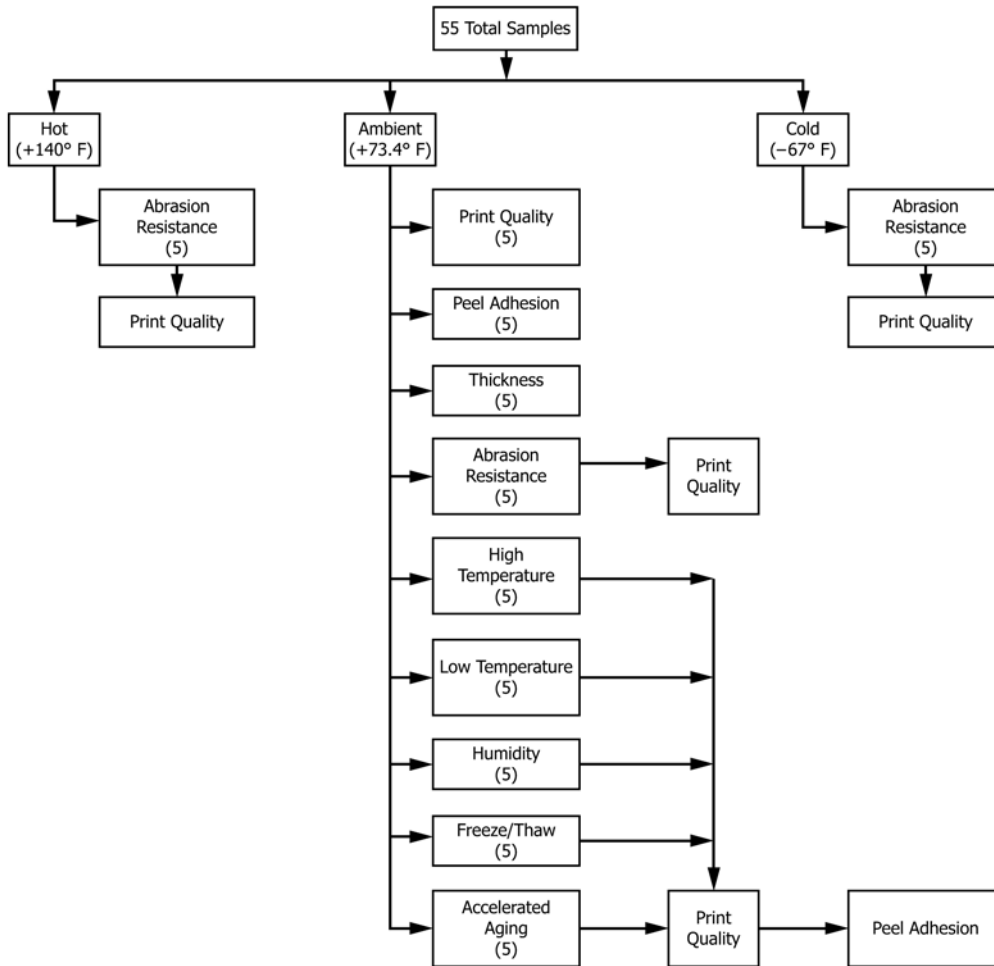 55 Total Samples
Hot
(+140° F)
Ambient
(+73.4° F)
Cold
(−67° F)
Abrasion
Resistance
(5)
Print Quality
Print Quality
(5)
Peel Adhesion
(5)
Thickness
(5)
Abrasion
Resistance
(5)
Print
Quality
High
Temperature
(5)
Low Temperature
(5)
Humidity
(5)
Freeze/Thaw
(5)
Accelerated
Aging
(5)
Print
Quality
Peel Adhesion
Abrasion
Resistance
(5)
Print Quality